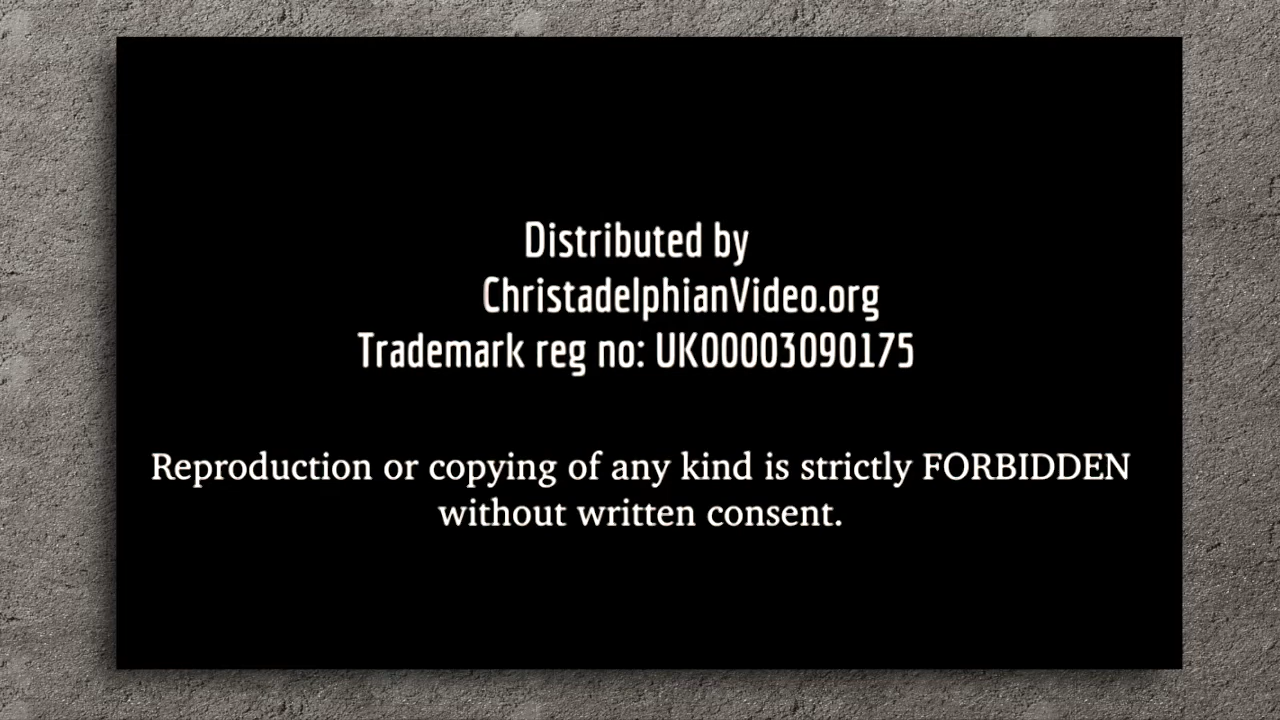 Distributed by
ChristadelphianVideo.org
Trademark reg no: UK00003090175
Reproduction or copying of any kind is strictly FORBIDDEN
without written consent.